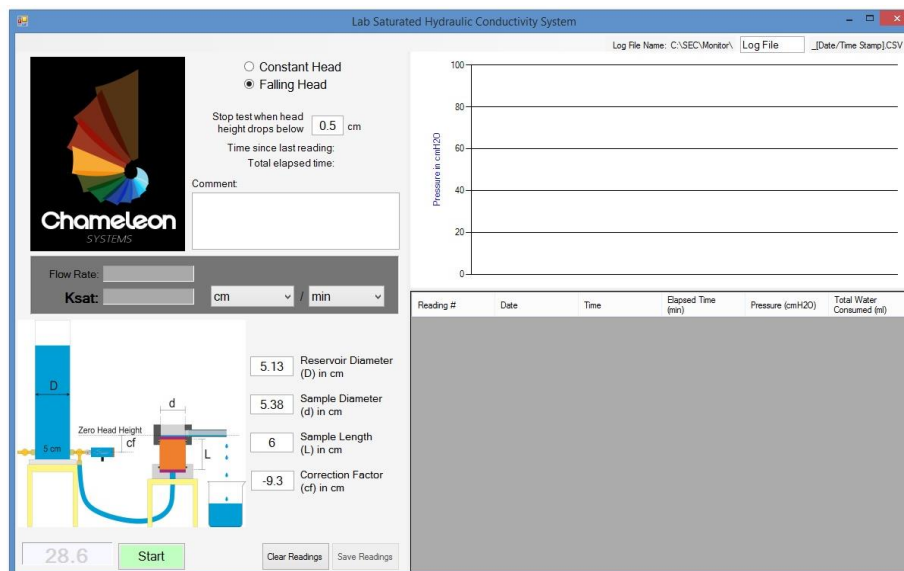 Lab Saturated Hydraulic Conductivity System
Log File Name: C:\SEC\Monitor\ Log File _[Date/Time Stamp].CSV
Chameleon
SYSTEMS
Constant Head
Falling Head
Stop test when head
height drops below 0.5 cm
Time since last reading:
Total elapsed time:
Comment:
Flow Rate:
Ksat: cm / min
D
5 cm
Zero Head Height
cf
d
L
5.13 Reservoir Diameter
(D) in cm
5.38 Sample Diameter
(d) in cm
6 Sample Length
(L) in cm
-9.3 Correction Factor
(cf) in cm
28.6 Start Clear Readings Save Readings
Pressure in cmH2O
100
80
60
40
20
0
Reading # Date Time Elapsed Time
(min) Pressure (cmH2O) Total Water
Consumed (ml)